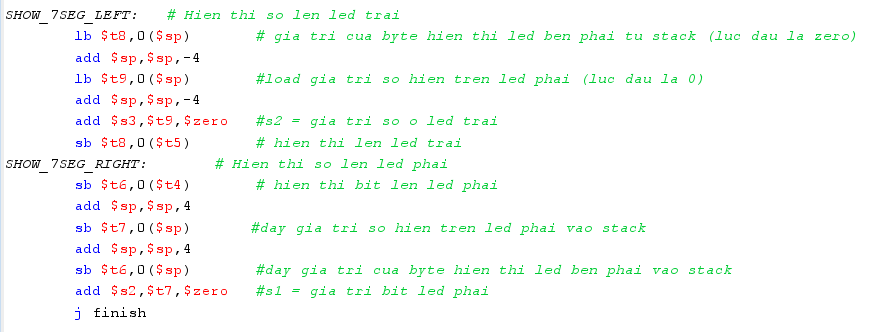 SHOW_7SEG_LEFT: # Hien thi so len led trai
lb $t8,0($sp) # gia tri cua byte hien thi led ben phai tu stack (luc dau la zero)
add $sp,$sp,-4
lb $t9,0($sp) #load gia tri so hien tren led phai (luc dau la 0)
add $sp,$sp,-4
add $s3,$t9,$zero #s2 = gia tri so o led trai
sb $t8,0($t5) # hien thi len led trai
SHOW_7SEG_RIGHT: # Hien thi so len led phai
sb $t6,0($t4) # hien thi bit len led phai
add $sp,$sp,4
sb $t7,0($sp) #day gia tri so hien tren led phai vao stack
add $sp,$sp,4
sb $t6,0($sp) #day gia tri cua byte hien thi led ben phai vao stack
add $s2,$t7,$zero #s1 = gia tri bit led phai
j finish